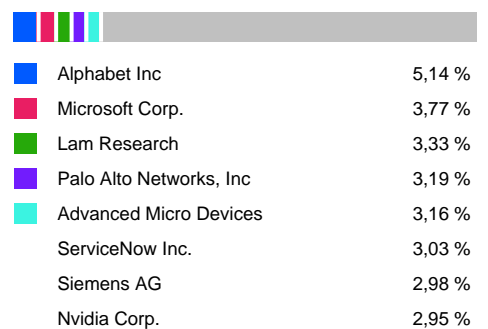 Alphabet Inc 5,14 %
Microsoft Corp. 3,77 %
Lam Research 3,33 %
Palo Alto Networks, Inc 3,19 %
Advanced Micro Devices 3,16 %
ServiceNow Inc. 3,03 %
Siemens AG 2,98 %
Nvidia Corp. 2,95 %